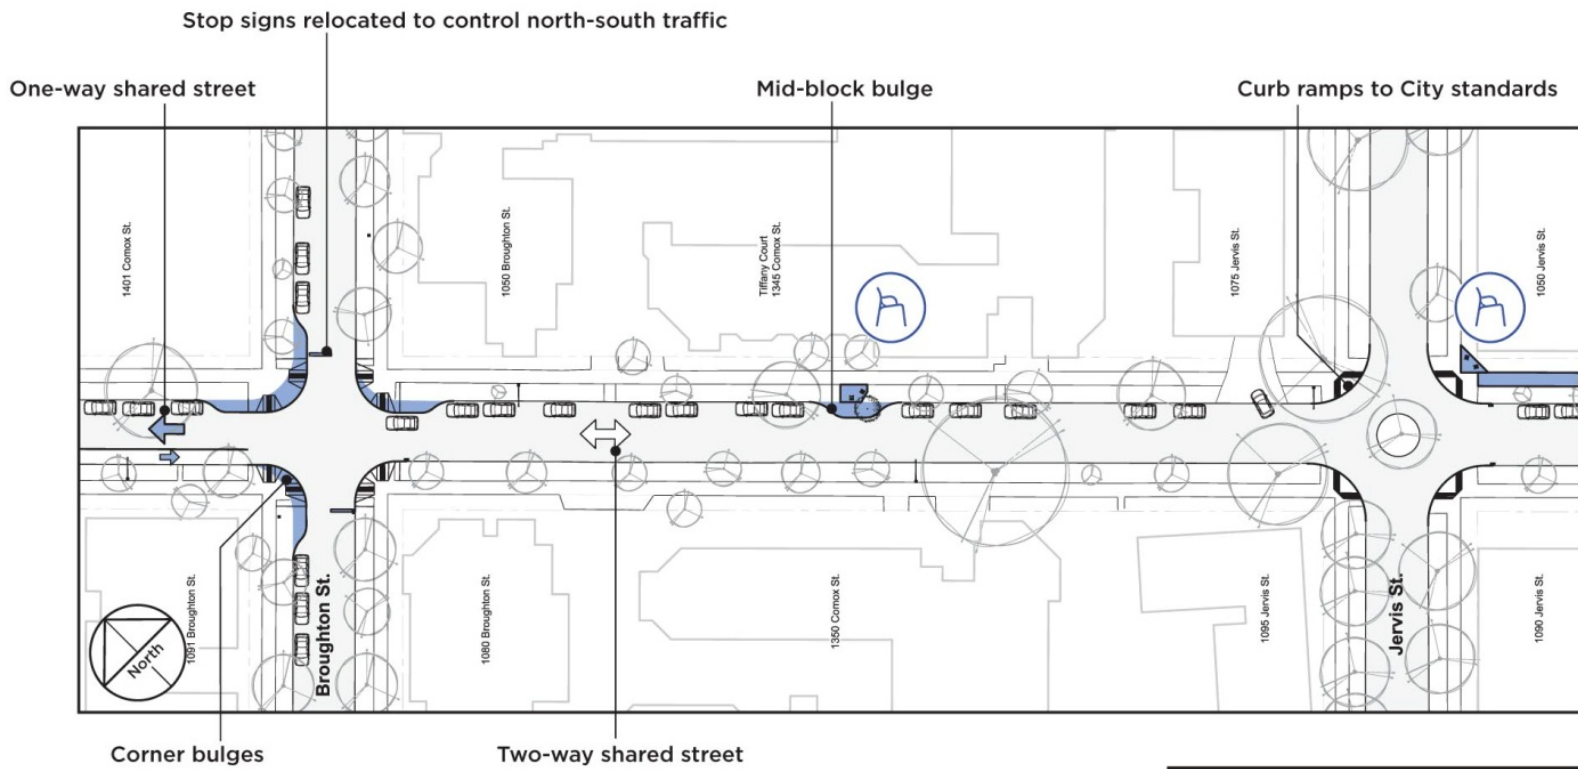 Stop signs relocated to control north-south traffic
One-way shared street
Mid-block bulge
Curb ramps to City standards
1401 Comox St.
1050 Broughton St.
Tiffany Court
1345 Comox St.
1075 Jervis St.
1050 Jervis St.
1091 Broughton St.
Broughton St.
1080 Broughton St.
1350 Comox St.
1095 Jervis St.
Jervis St.
1090 Jervis St.
North
Corner bulges
Two-way shared street